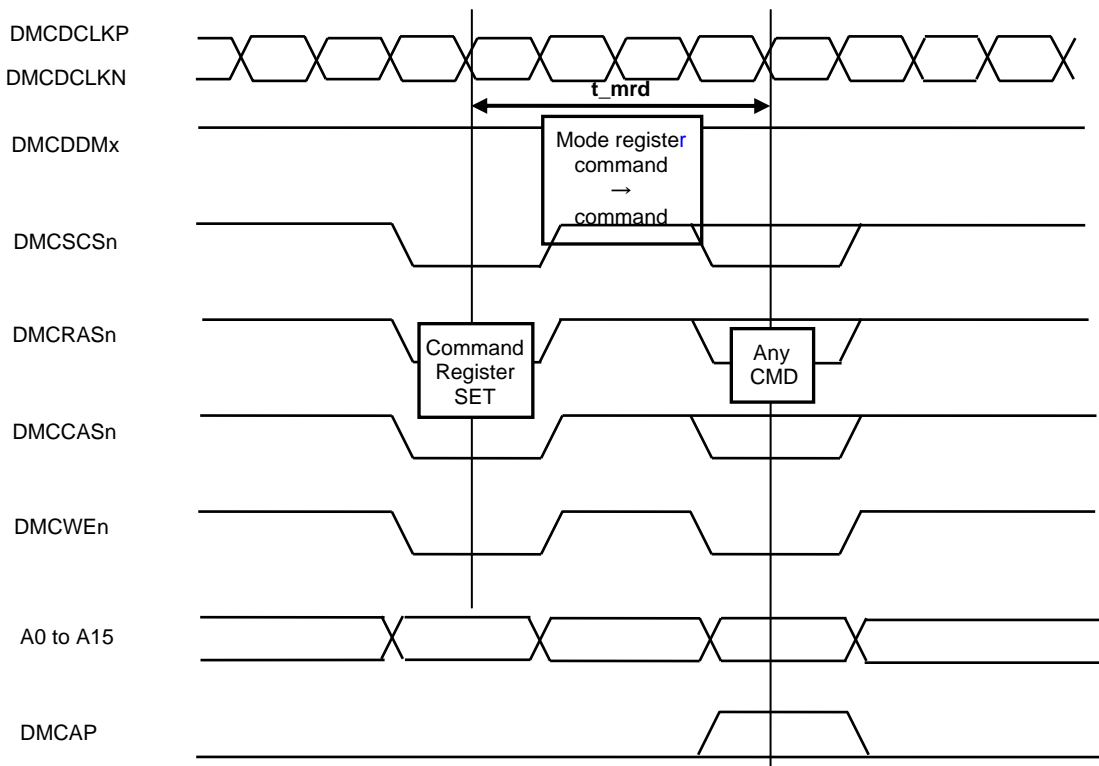 DMCDCLKP
DMCDCLKN
t_mrd
DMCDDMx
Mode register
command
→
command
DMCSCSn
DMCRASn
Command
Register
SET
Any
CMD
DMCCASn
DMCWEn
A0 to A15
DMCAP